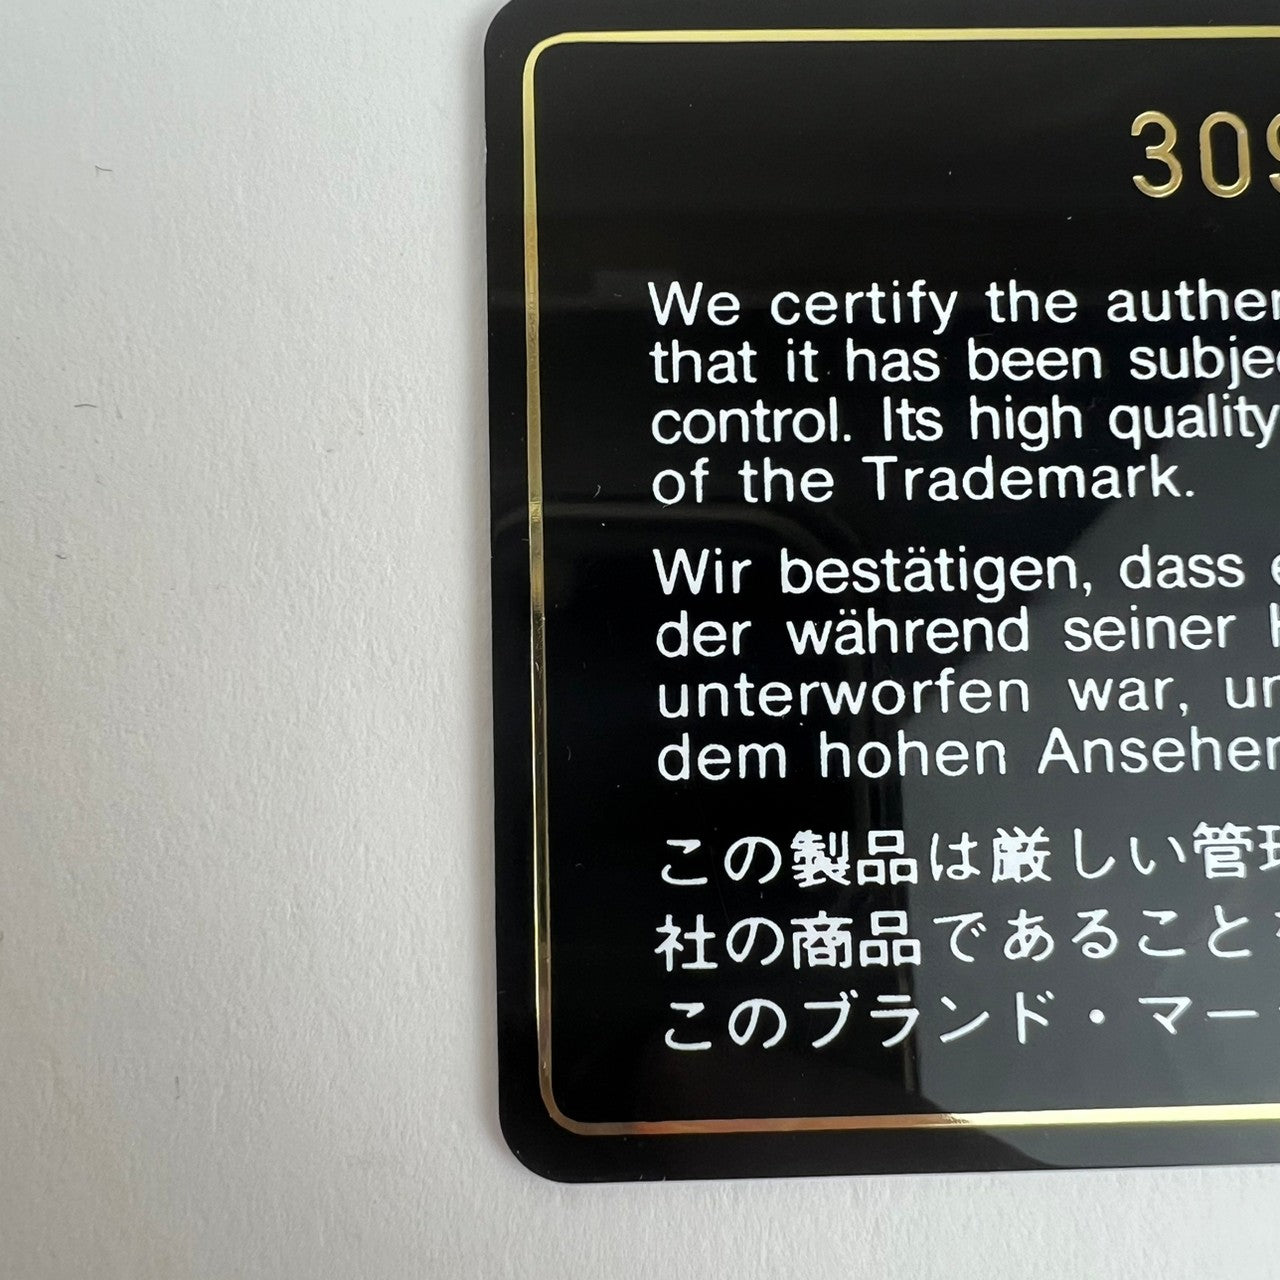 309
We certify the authen
that it has been subjec
control. Its high quality
of the Trademark.
Wir bestätigen, dass e
der während seiner H
unterworfen war, un
dem hohen Ansehen
この製品は厳しい管理
社の商品であることを
このブランド・マーク